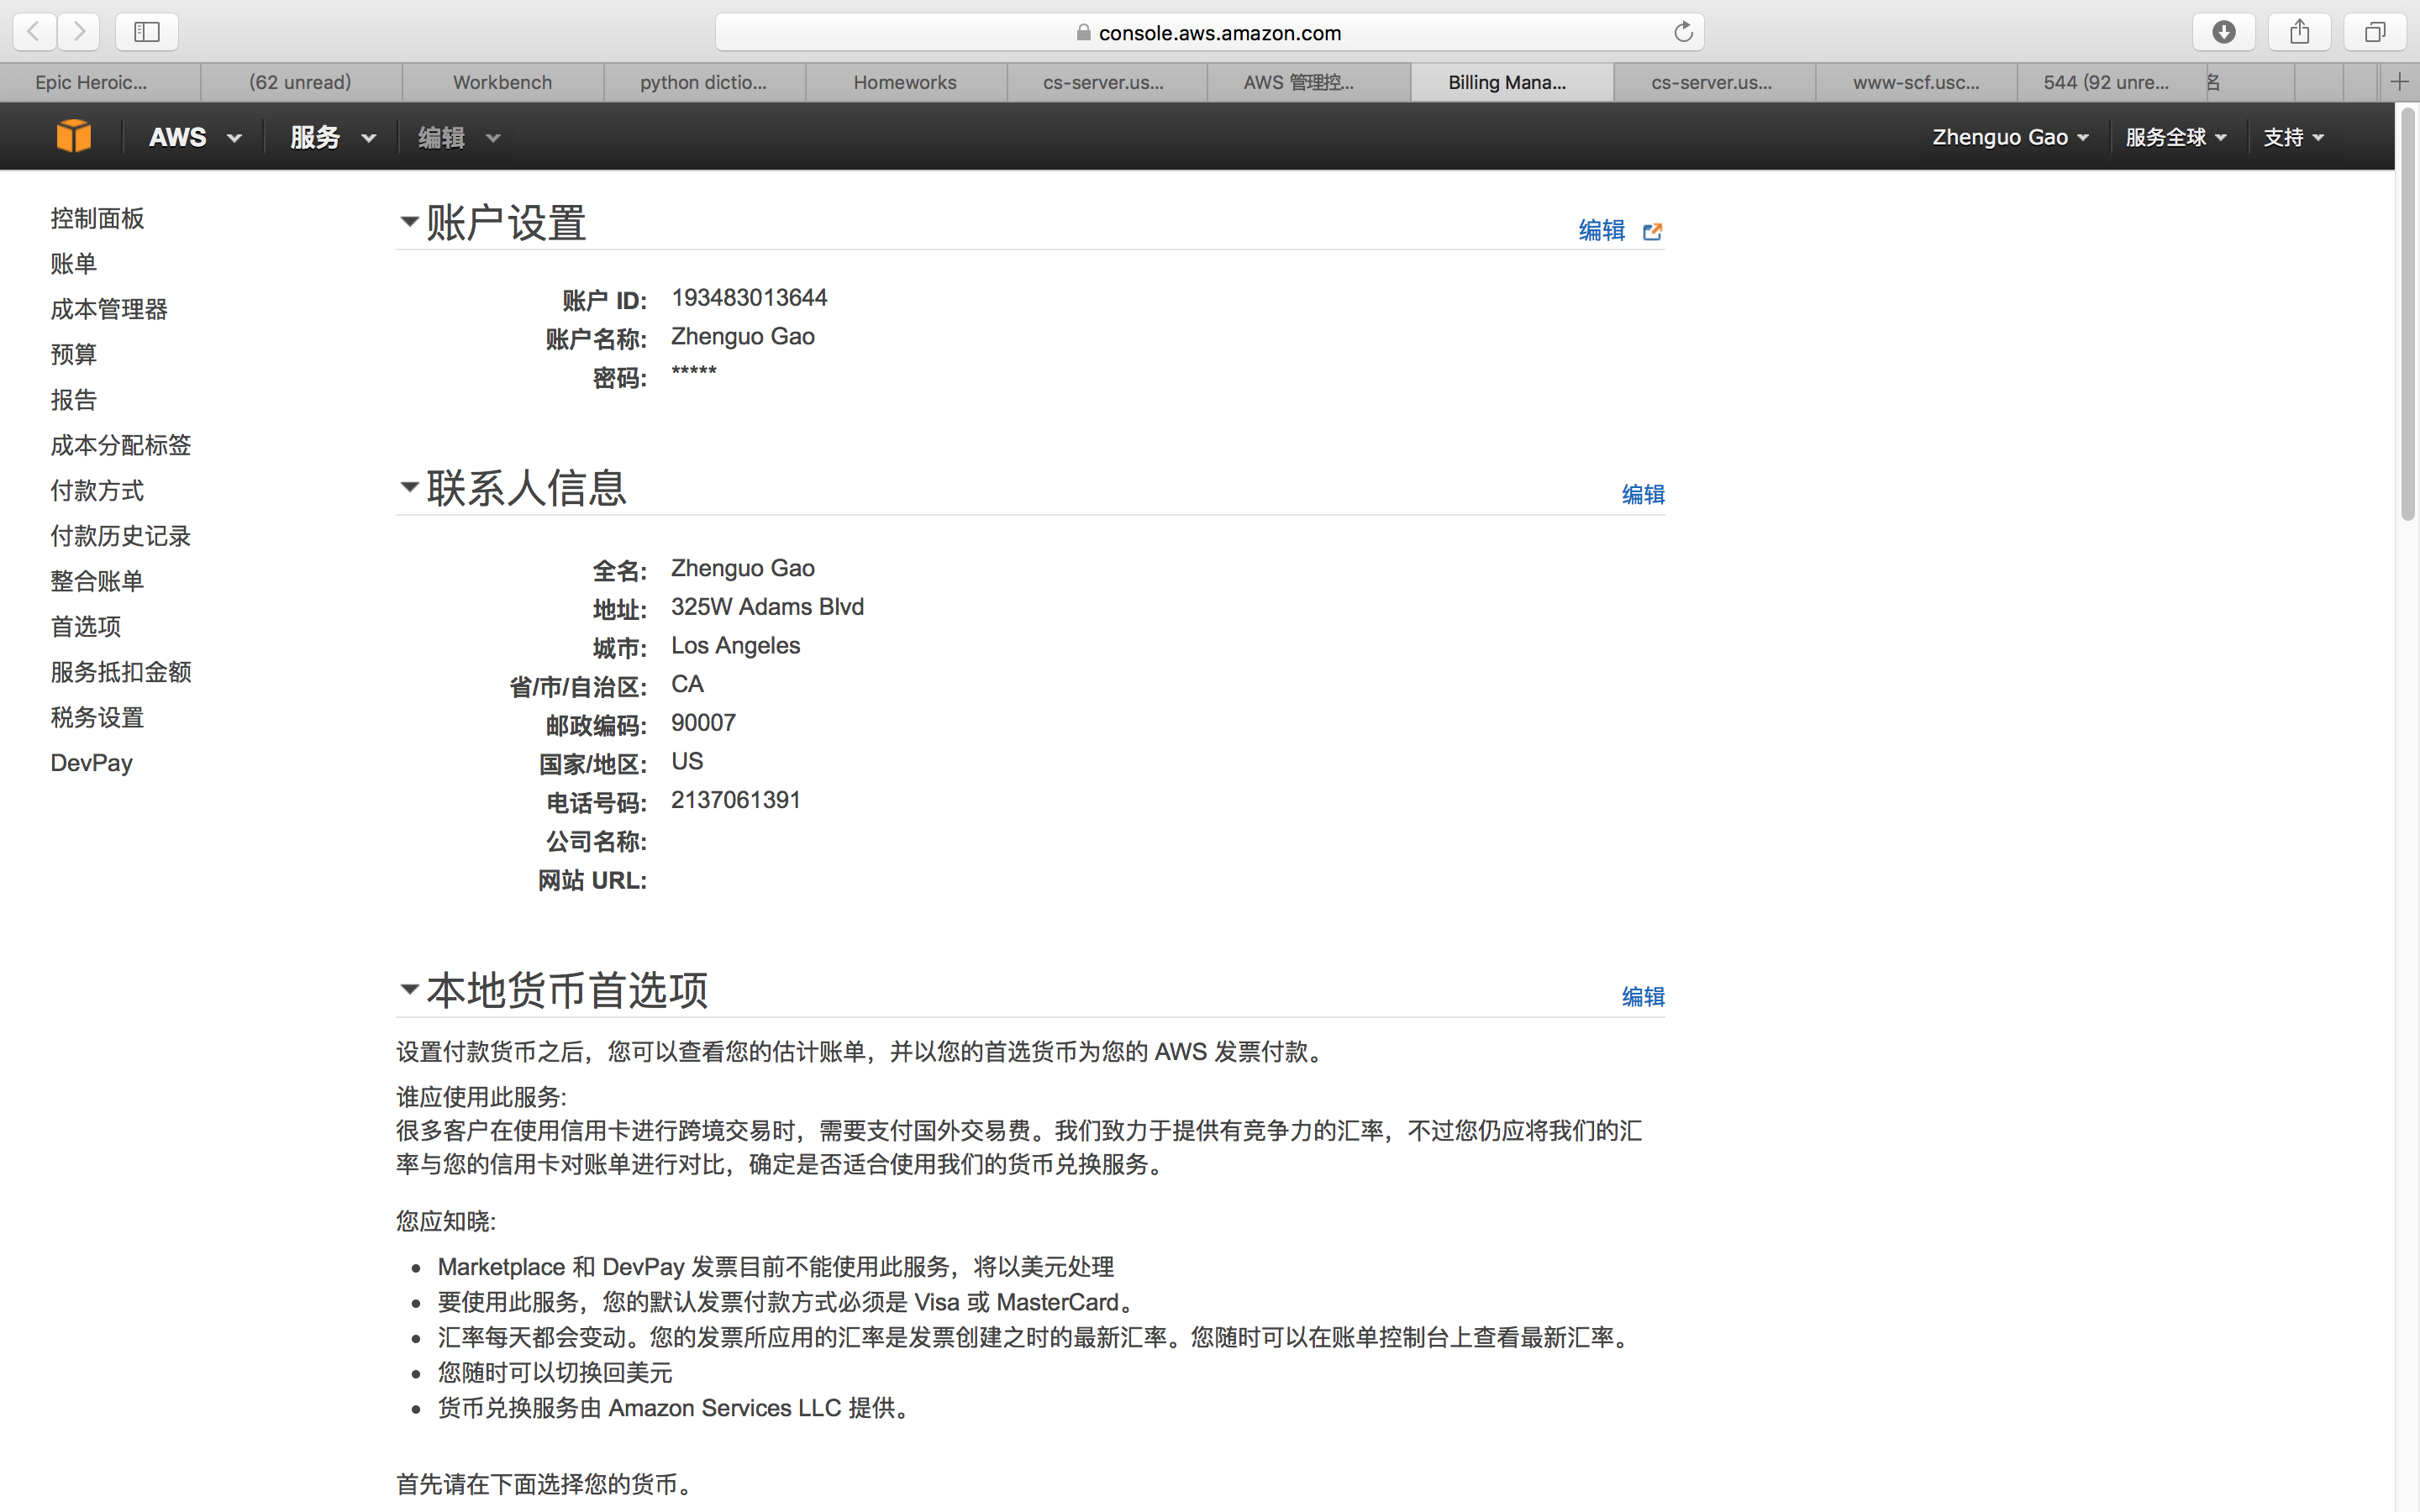 console.aws.amazon.com
Epic Heroic...
(62 unread)
Workbench
python dictio...
Homeworks
cs-server.us...
AWS 管理控...
Billing Mana...
cs-server.us...
www-scf.usc...
544 (92 unre...
名
AWS
服务
编辑
Zhenguo Gao
服务全球
支持
控制面板
账单
成本管理器
预算
报告
成本分配标签
付款方式
付款历史记录
整合账单
首选项
服务抵扣金额
税务设置
DevPay
账户设置
编辑
账户 ID: 193483013644
账户名称: Zhenguo Gao
密码: *****
联系人信息
编辑
全名: Zhenguo Gao
地址: 325W Adams Blvd
城市: Los Angeles
省/市/自治区: CA
邮政编码: 90007
国家/地区: US
电话号码: 2137061391
公司名称:
网站 URL:
本地货币首选项
编辑
设置付款货币之后，您可以查看您的估计账单，并以您的首选货币为您的 AWS 发票付款。
谁应使用此服务:
很多客户在使用信用卡进行跨境交易时，需要支付国外交易费。我们致力于提供有竞争力的汇率，不过您仍应将我们的汇
率与您的信用卡对账单进行对比，确定是否适合使用我们的货币兑换服务。
您应知晓:
• Marketplace 和 DevPay 发票目前不能使用此服务，将以美元处理
• 要使用此服务，您的默认发票付款方式必须是 Visa 或 MasterCard。
• 汇率每天都会变动。您的发票所应用的汇率是发票创建之时的最新汇率。您随时可以在账单控制台上查看最新汇率。
• 您随时可以切换回美元
• 货币兑换服务由 Amazon Services LLC 提供。
首先请在下面选择您的货币。